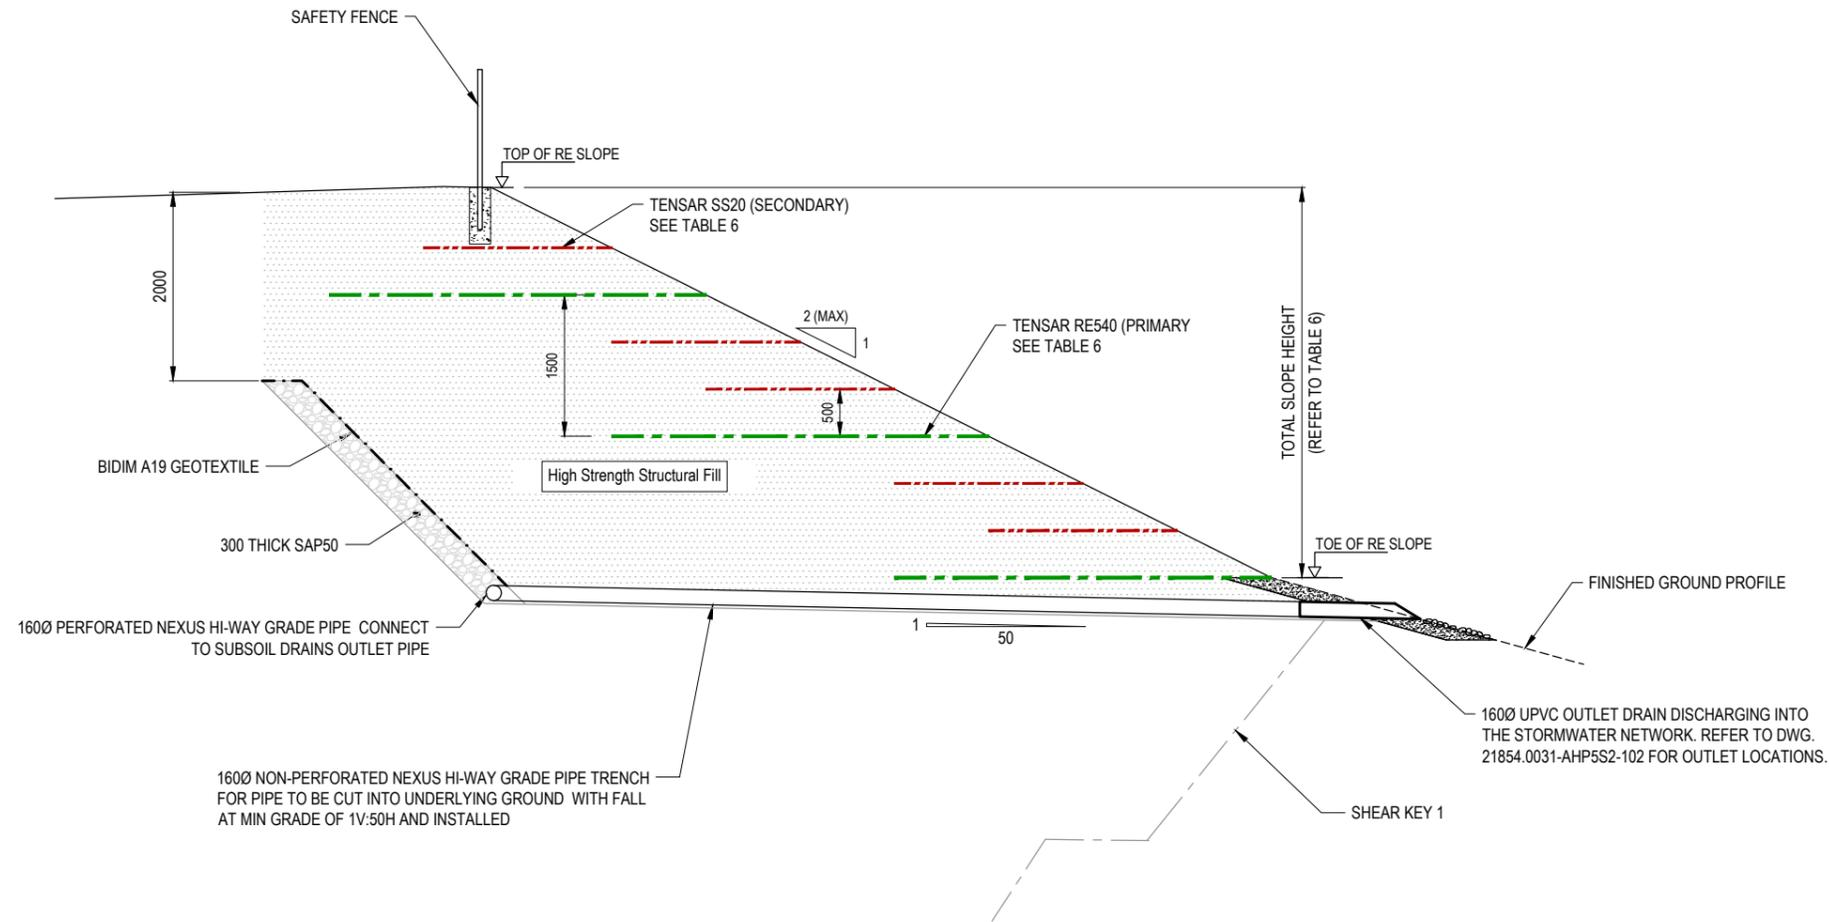 SAFETY FENCE
TOP OF RE SLOPE
TENSAR SS20 (SECONDARY)
SEE TABLE 6
2000
2 (MAX)
1
TENSAR RE540 (PRIMARY
SEE TABLE 6
1500
500
TOTAL SLOPE HEIGHT
(REFER TO TABLE 6)
BIDIM A19 GEOTEXTILE
High Strength Structural Fill
300 THICK SAP50
TOE OF RE SLOPE
FINISHED GROUND PROFILE
160Ø PERFORATED NEXUS HI-WAY GRADE PIPE CONNECT
TO SUBSOIL DRAINS OUTLET PIPE
1
50
160Ø UPVC OUTLET DRAIN DISCHARGING INTO
THE STORMWATER NETWORK. REFER TO DWG.
21854.0031-AHP5S2-102 FOR OUTLET LOCATIONS.
160Ø NON-PERFORATED NEXUS HI-WAY GRADE PIPE TRENCH
FOR PIPE TO BE CUT INTO UNDERLYING GROUND WITH FALL
AT MIN GRADE OF 1V:50H AND INSTALLED
SHEAR KEY 1